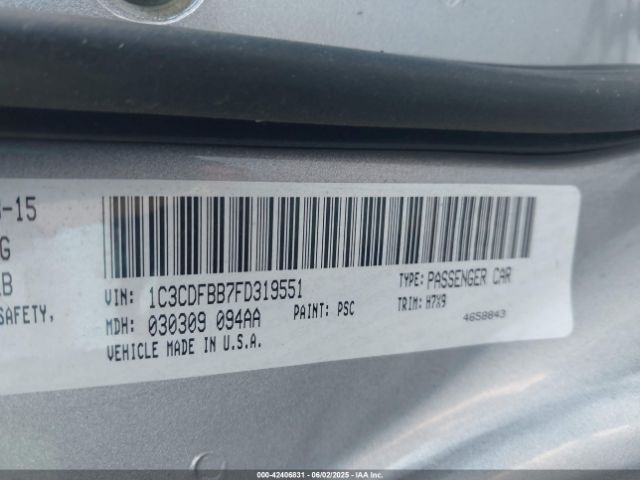 -15
G
LB
SAFETY,
VIN: 1C3CDFBB7FD319551
TYPE: PASSENGER CAR
MDH: 030309 094AA
PAINT: PSC
TRIM: H7X9
VEHICLE MADE IN U.S.A.
4658843
000-42406831 - 06/02/2025 - IAA Inc.